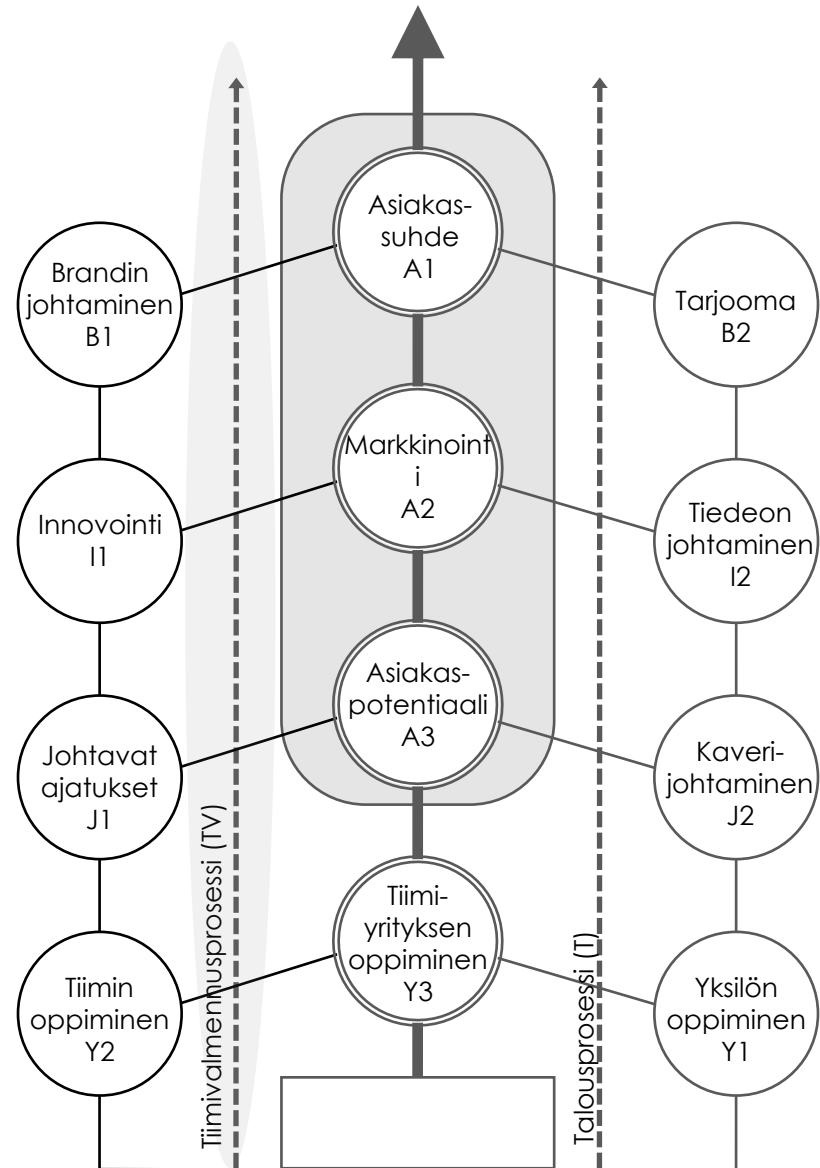 Asiakas-
suhde
A1
Brandin
johtaminen
B1
Tarjooma
B2
Markkinoint
i
A2
Innovointi
I1
Tiedeon
johtaminen
I2
Asiakas-
potentiaali
A3
Johtavat
ajatukset
J1
Kaveri-
johtaminen
J2
Tiimi-
yrityksen
oppiminen
Y3
Tiimin
oppiminen
Y2
Yksilön
oppiminen
Y1
Tiimivalmennusprosessi (TV)
Talousprosessi (T)